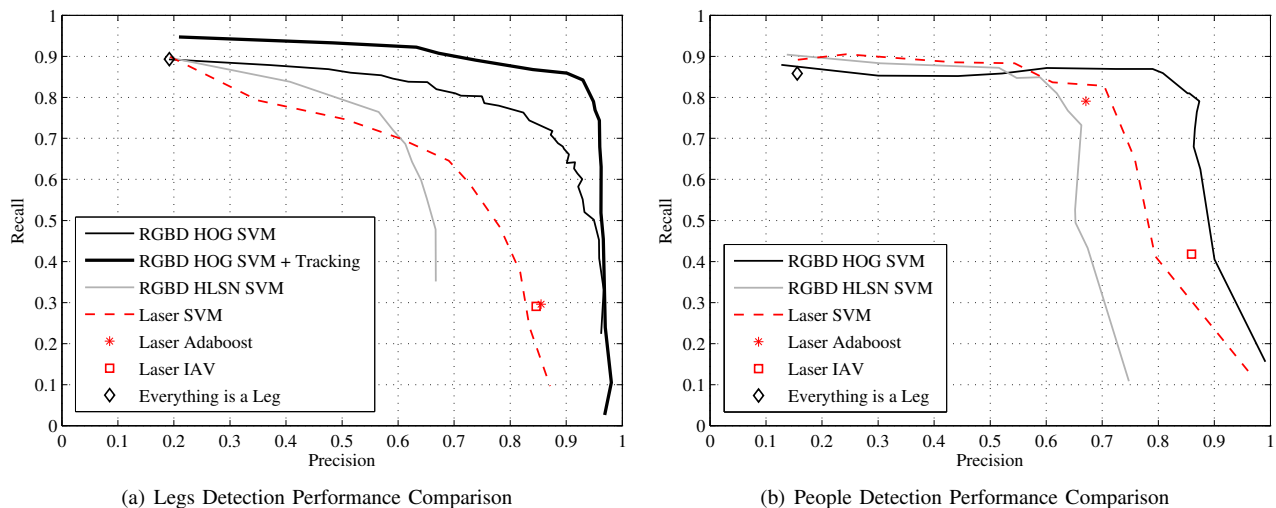 1
0.9
0.8
0.7
0.6
0.5
0.4
0.3
0.2
0.1
0
Recall
RGBD HOG SVM
RGBD HOG SVM + Tracking
RGBD HLSN SVM
Laser SVM
Laser Adaboost
Laser IAV
Everything is a Leg
0 0.1 0.2 0.3 0.4 0.5 0.6 0.7 0.8 0.9 1
Precision
(a) Legs Detection Performance Comparison
1
0.9
0.8
0.7
0.6
0.5
0.4
0.3
0.2
0.1
0
Recall
RGBD HOG SVM
RGBD HLSN SVM
Laser SVM
Laser Adaboost
Laser IAV
Everything is a Leg
0 0.1 0.2 0.3 0.4 0.5 0.6 0.7 0.8 0.9 1
Precision
(b) People Detection Performance Comparison